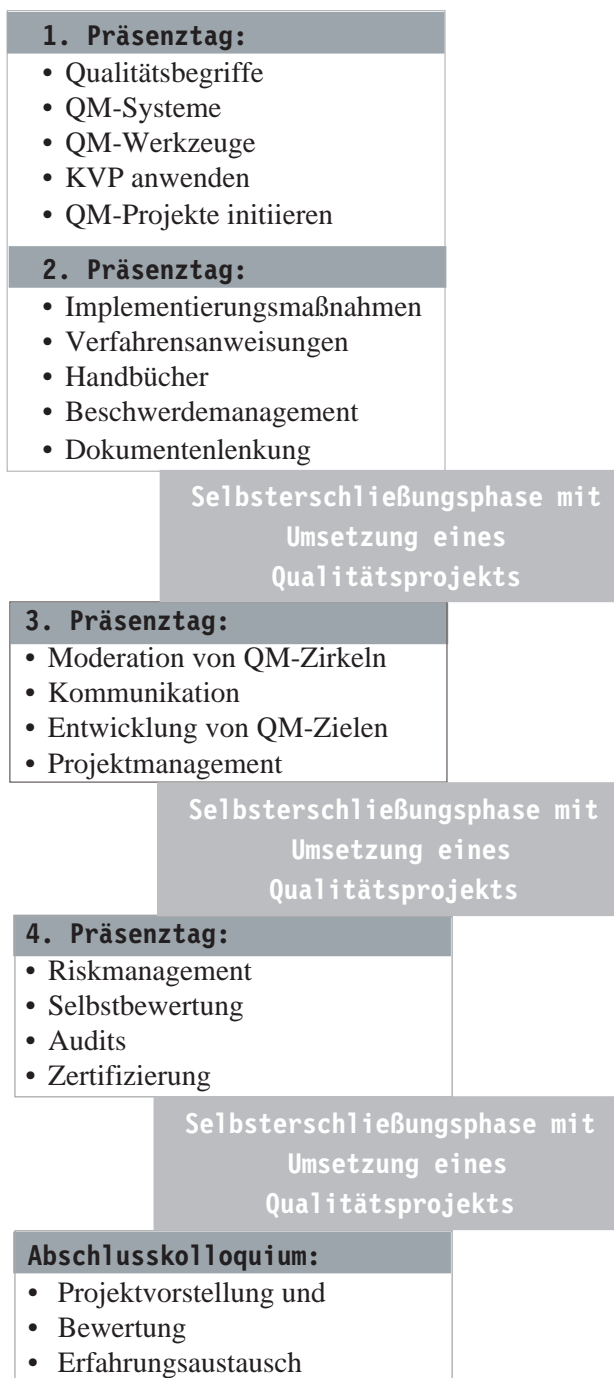 1. Präsenztag:
• Qualitätsbegriffe
• QM-Systeme
• QM-Werkzeuge
• KVP anwenden
• QM-Projekte initiieren
2. Präsenztag:
• Implementierungsmaßnahmen
• Verfahrensanweisungen
• Handbücher
• Beschwerdemanagement
• Dokumentenlenkung
Selbsterschließungsphase mit
Umsetzung eines
Qualitätsprojekts
3. Präsenztag:
• Moderation von QM-Zirkeln
• Kommunikation
• Entwicklung von QM-Zielen
• Projektmanagement
Selbsterschließungsphase mit
Umsetzung eines
Qualitätsprojekts
4. Präsenztag:
• Riskmanagement
• Selbstbewertung
• Audits
• Zertifizierung
Selbsterschließungsphase mit
Umsetzung eines
Qualitätsprojekts
Abschlusskolloquium:
• Projektvorstellung und
• Bewertung
• Erfahrungsaustausch